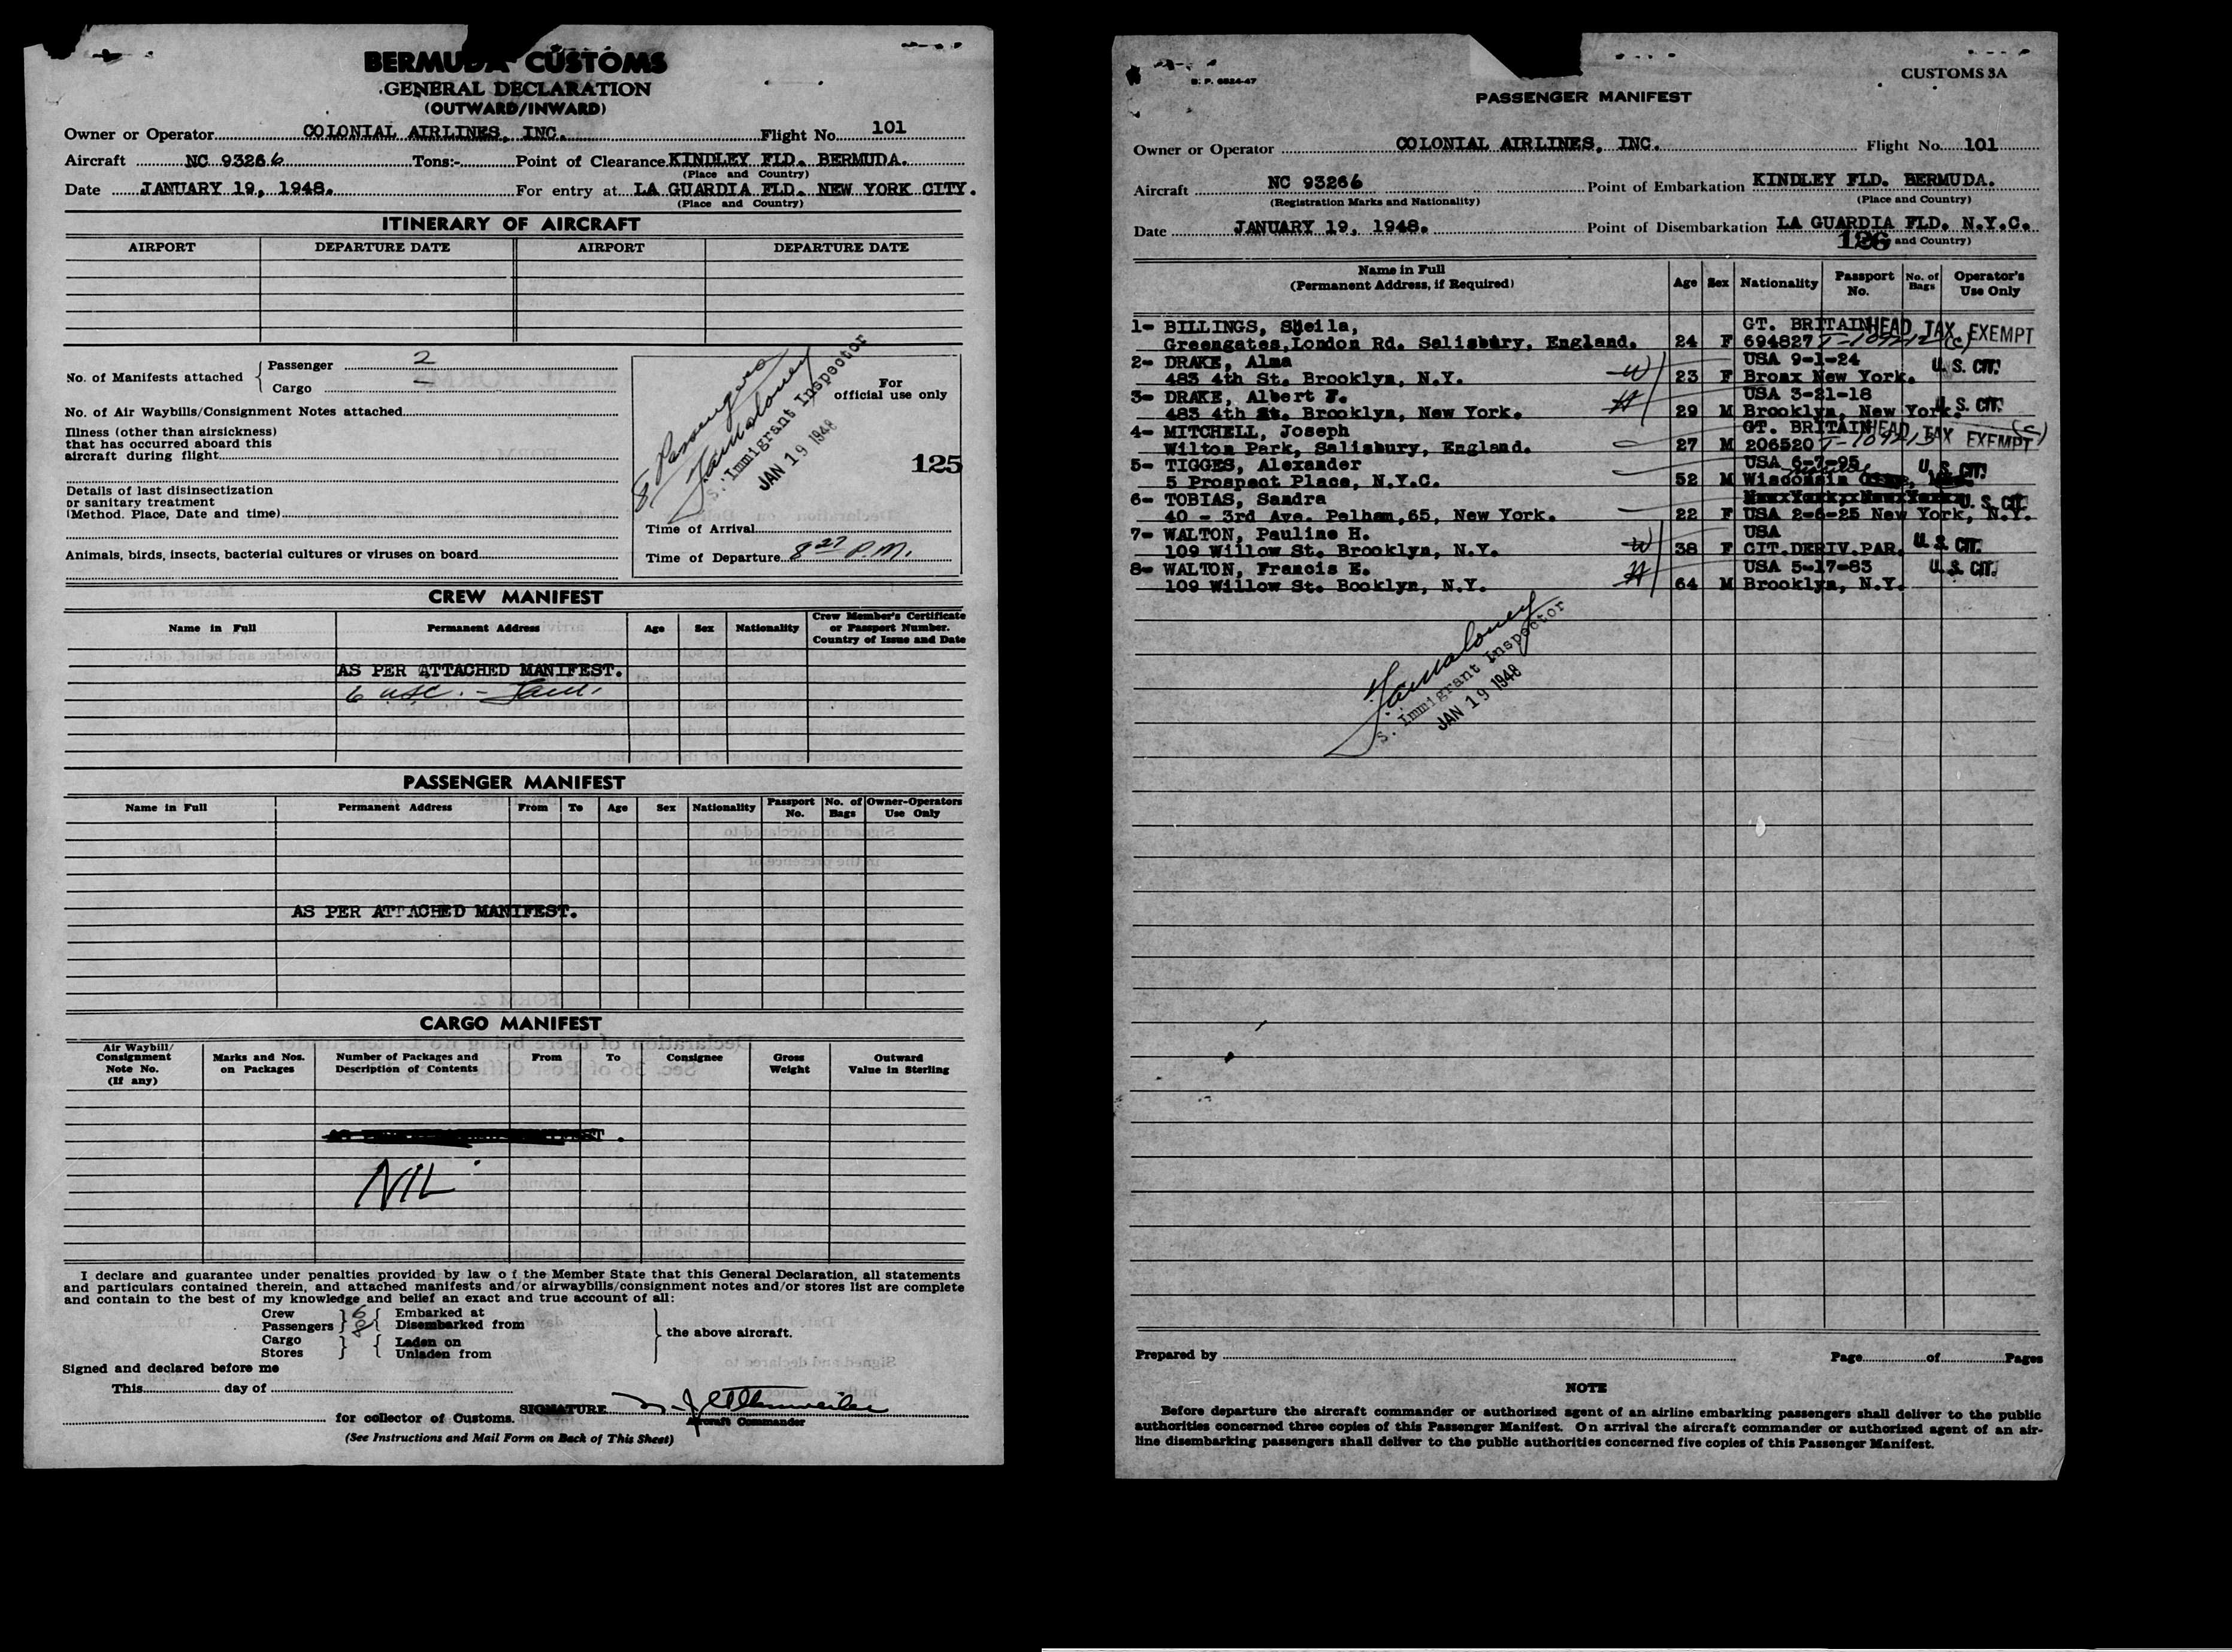 BERMUDA CUSTOMS
GENERAL DECLARATION
(OUTWARD/INWARD)
Owner or Operator COLONIAL AIRLINES, INC. Flight No. 101
Aircraft NC 93266 Tons:- Point of Clearance KINDLEY FLD. BERMUDA.
(Place and Country)
Date JANUARY 19, 1948. For entry at LA GUARDIA FLD. NEW YORK CITY.
(Place and Country)
ITINERARY OF AIRCRAFT
AIRPORT DEPARTURE DATE AIRPORT DEPARTURE DATE
No. of Manifests attached { Passenger 2
Cargo —
No. of Air Waybills/Consignment Notes attached
Illness (other than airsickness)
that has occurred aboard this
aircraft during flight
Details of last disinsectization
or sanitary treatment
(Method. Place, Date and time)
Animals, birds, insects, bacterial cultures or viruses on board
8 Passengers
S. Immigrant Inspector
JAN 19 1948
For
official use only
125
Time of Arrival
Time of Departure 8 27 P.M.
CREW MANIFEST
Name in Full Permanent Address Age Sex Nationality Crew Member's Certificate
or Passport Number.
Country of Issue and Date
AS PER ATTACHED MANIFEST.
6 USC. -
PASSENGER MANIFEST
Name in Full Permanent Address From To Age Sex Nationality Passport No. No. of Bags Owner-Operators Use Only
AS PER ATTACHED MANIFEST.
CARGO MANIFEST
Air Waybill/
Consignment
Note No.
(If any)
Marks and Nos.
on Packages
Number of Packages and
Description of Contents
From To Consignee Gross Weight Outward
Value in Sterling
NIL
I declare and guarantee under penalties provided by law of the Member State that this General Declaration, all statements
and particulars contained therein, and attached manifests and/or airwaybills/consignment notes and/or stores list are complete
and contain to the best of my knowledge and belief an exact and true account of all:
Crew } 6 { Embarked at
Passengers } 8 { Disembarked from
Cargo } { Laden on
Stores } { Unladen from
} the above aircraft.
Signed and declared before me
This day of
SIGNATURE
Aircraft Commander
for collector of Customs.
(See Instructions and Mail Form on Back of This Sheet)
B. P. 6824-47
CUSTOMS 3A
PASSENGER MANIFEST
Owner or Operator COLONIAL AIRLINES, INC. Flight No. 101
Aircraft NC 93266 Point of Embarkation KINDLEY FLD. BERMUDA.
(Registration Marks and Nationality) (Place and Country)
Date JANUARY 19, 1948. Point of Disembarkation LA GUARDIA FLD. N.Y.C.
126 and Country)
Name in Full
(Permanent Address, if Required)
Age Sex Nationality Passport No. No. of Bags Operator's Use Only
1- BILLINGS, Sheila, GT. BRITAIN HEAD TAX EXEMPT
Greengates, London Rd. Salisbury, England. 24 F 694827 (c)
2- DRAKE, Alma USA 9-1-24 U. S. CIT.
483 4th St. Brooklyn, N.Y. W 23 F Bronx New York.
3- DRAKE, Albert F. USA 3-21-18
483 4th St. Brooklyn, New York. H 29 M Brooklyn, New York. U. S. CIT.
4- MITCHELL, Joseph GT. BRITAIN HEAD TAX EXEMPT (c)
Wilton Park, Salisbury, England. 27 M 206520
5- TIGGES, Alexander USA 6-7-95 U. S. CIT.
5 Prospect Place, N.Y.C. 52 M Wisconsin
6- TOBIAS, Sandra U. S. CIT.
40 - 3rd Ave. Pelham, 65, New York. 22 F USA 2-6-25 New York, N.Y.
7- WALTON, Pauline H. USA
109 Willow St. Brooklyn, N.Y. W 38 F CIT.DERIV.PAR. U. S. CIT.
8- WALTON, Francis E. USA 5-17-83 U. S. CIT.
109 Willow St. Booklyn, N.Y. H 64 M Brooklyn, N.Y.
S. Immigrant Inspector
JAN 19 1948
Prepared by Page of Pages
NOTE
Before departure the aircraft commander or authorized agent of an airline embarking passengers shall deliver to the public
authorities concerned three copies of this Passenger Manifest. On arrival the aircraft commander or authorized agent of an air-
line disembarking passengers shall deliver to the public authorities concerned five copies of this Passenger Manifest.